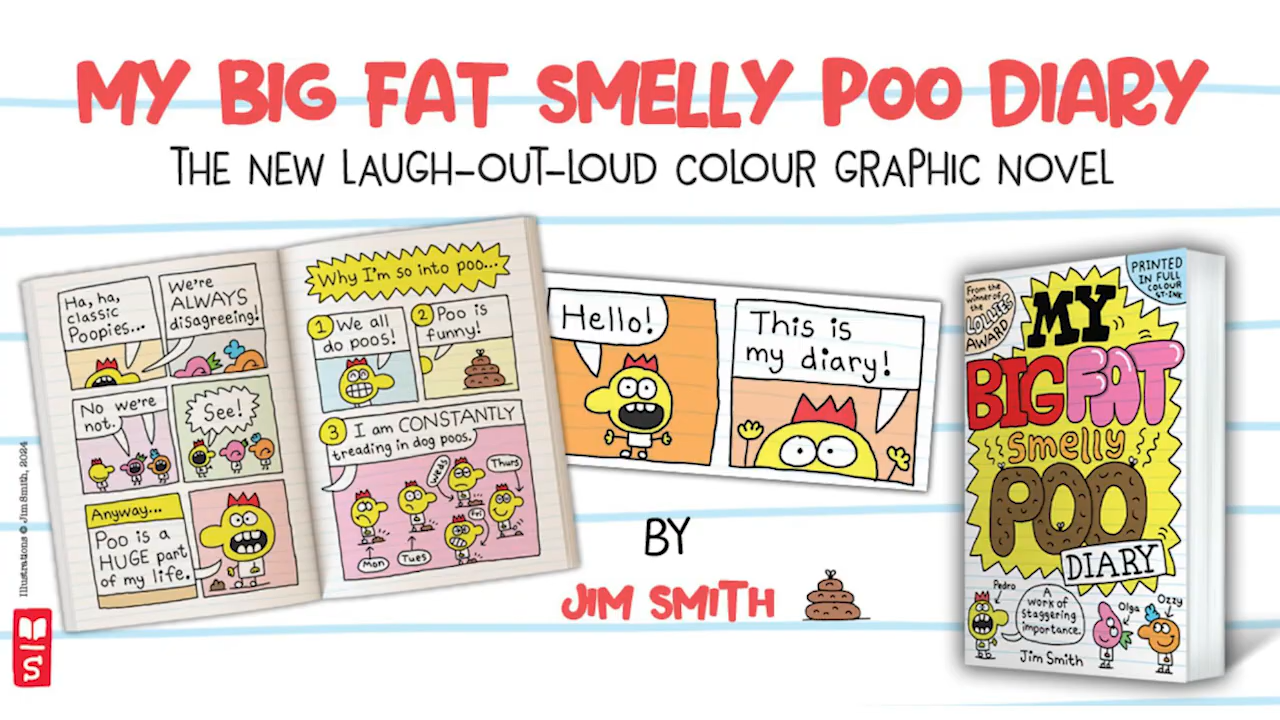 MY BIG FAT SMELLY POO DIARY
THE NEW LAUGH-OUT-LOUD COLOUR GRAPHIC NOVEL
Ha, ha,
classic
Poopies...
We're
ALWAYS
disagreeing!
No we're
not.
See!
Anyway...
Poo is a
HUGE part
of my life.
Why I'm so into poo...
1 We all
do poos!
2 Poo is
funny!
3 I am CONSTANTLY
treading in dog poos.
Mon
Tues
Weds
Thurs
Fri
Hello!
This is
my diary!
BY
JIM SMITH
From the
winner of
the
LOLLIES
AWARD
PRINTED
IN FULL
COLOUR
ST-INK
MY
BIG FAT
Smelly
POO
DIARY
Pedro
A
work of
staggering
importance.
Olga
Ozzy
Jim Smith
Illustrations © Jim Smith, 2024
S